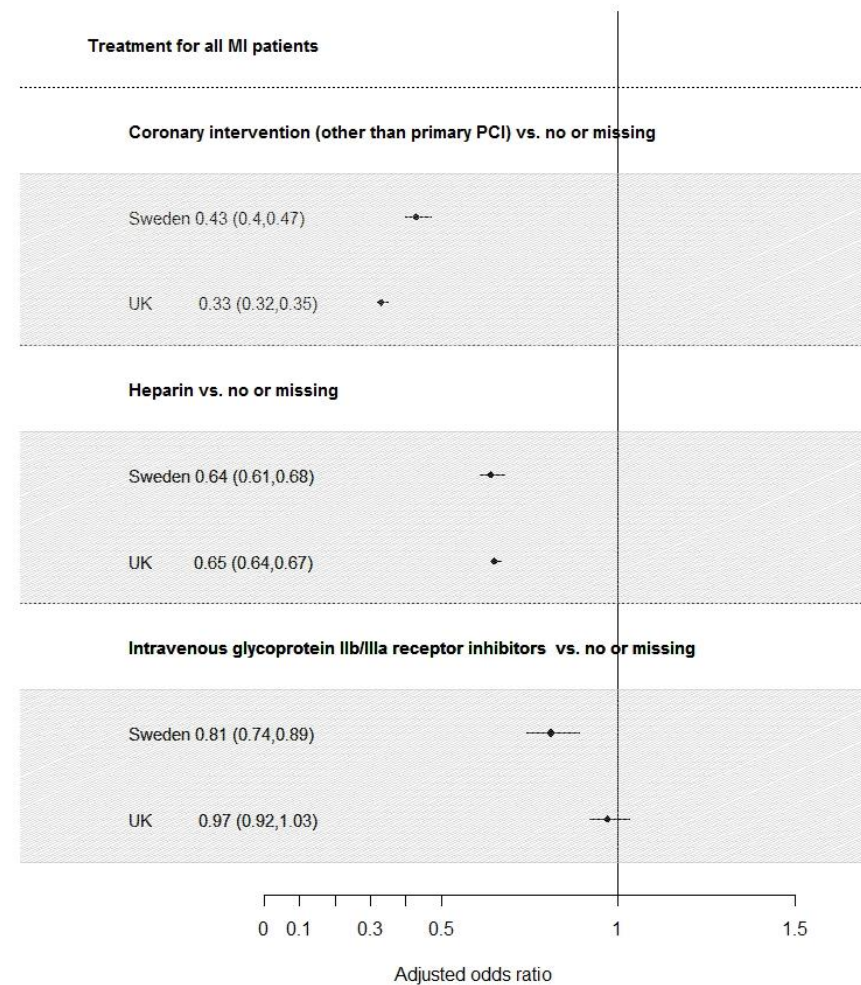 Treatment for all MI patients
Coronary intervention (other than primary PCI) vs. no or missing
Sweden 0.43 (0.4,0.47)
UK 0.33 (0.32,0.35)
Heparin vs. no or missing
Sweden 0.64 (0.61,0.68)
UK 0.65 (0.64,0.67)
Intravenous glycoprotein IIb/IIIa receptor inhibitors vs. no or missing
Sweden 0.81 (0.74,0.89)
UK 0.97 (0.92,1.03)
0 0.1 0.3 0.5 1 1.5
Adjusted odds ratio